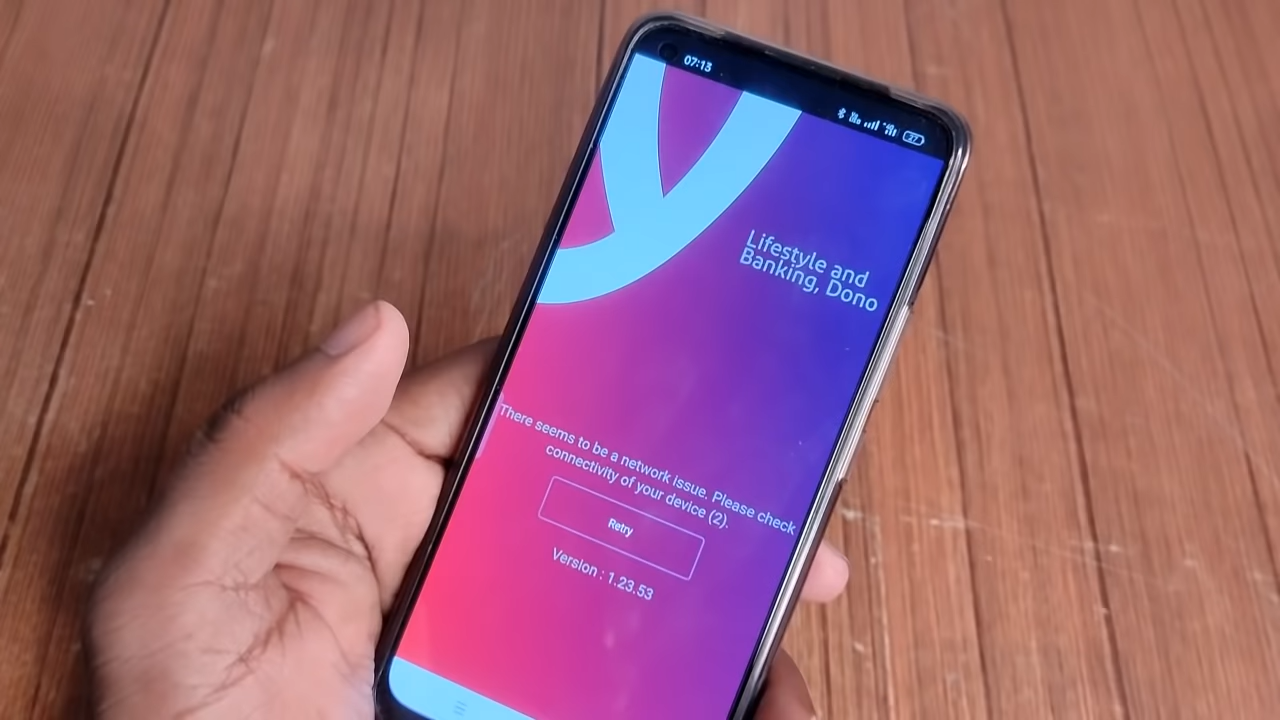 07:13
27
Lifestyle and
Banking, Dono
There seems to be a network issue. Please check
connectivity of your device (2).
Retry
Version : 1.23.53